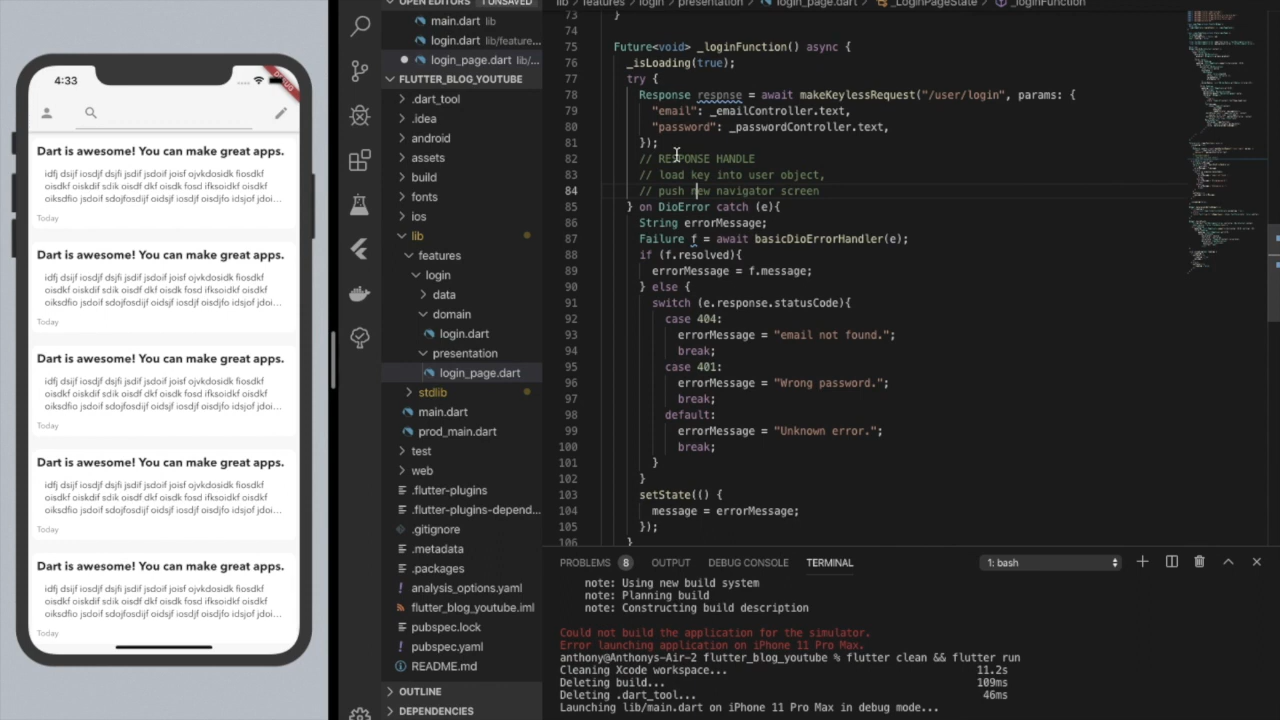 4:33
Dart is awesome! You can make great apps.
idfj dsijf iosdjf dsjfi jsdif jsdoif joisf ojvkdosidk fiosdkf
oisdkf oiskdif sdik oisdf dkf oisdk fosd ifksoidkf oisdkf
oiksdfio jsdoif sdojfosdijf oidsjf iosdjf oisdjfo idsjf jdoi...
Today
Dart is awesome! You can make great apps.
idfj dsijf iosdjf dsjfi jsdif jsdoif joisf ojvkdosidk fiosdkf
oisdkf oiskdif sdik oisdf dkf oisdk fosd ifksoidkf oisdkf
oiksdfio jsdoif sdojfosdijf oidsjf iosdjf oisdjfo idsjf jdoi...
Today
Dart is awesome! You can make great apps.
idfj dsijf iosdjf dsjfi jsdif jsdoif joisf ojvkdosidk fiosdkf
oisdkf oiskdif sdik oisdf dkf oisdk fosd ifksoidkf oisdkf
oiksdfio jsdoif sdojfosdijf oidsjf iosdjf oisdjfo idsjf jdoi...
Today
Dart is awesome! You can make great apps.
idfj dsijf iosdjf dsjfi jsdif jsdoif joisf ojvkdosidk fiosdkf
oisdkf oiskdif sdik oisdf dkf oisdk fosd ifksoidkf oisdkf
oiksdfio jsdoif sdojfosdijf oidsjf iosdjf oisdjfo idsjf jdoi...
Today
Dart is awesome! You can make great apps.
idfj dsijf iosdjf dsjfi jsdif jsdoif joisf ojvkdosidk fiosdkf
oisdkf oiskdif sdik oisdf dkf oisdk fosd ifksoidkf oisdkf
oiksdfio jsdoif sdojfosdijf oidsjf iosdjf oisdjfo idsjf jdoi...
Today
OPEN EDITORS 1 UNSAVED
main.dart lib
login.dart lib/feature...
login_page.dart lib/...
FLUTTER_BLOG_YOUTUBE
.dart_tool
.idea
android
assets
build
fonts
ios
lib
features
login
data
domain
login.dart
presentation
login_page.dart
stdlib
main.dart
prod_main.dart
test
web
.flutter-plugins
.flutter-plugins-depend...
.gitignore
.metadata
.packages
analysis_options.yaml
flutter_blog_youtube.iml
pubspec.lock
pubspec.yaml
README.md
OUTLINE
DEPENDENCIES
lib > features > login > presentation > login_page.dart > _LoginPageState > _loginFunction
73 }
74
75 Future<void> _loginFunction() async {
76 _isLoading(true);
77 try {
78 Response respnse = await makeKeylessRequest("/user/login", params: {
79 "email": _emailController.text,
80 "password": _passwordController.text,
81 });
82 // RESPONSE HANDLE
83 // load key into user object,
84 // push new navigator screen
85 } on DioError catch (e){
86 String errorMessage;
87 Failure f = await basicDioErrorHandler(e);
88 if (f.resolved){
89 errorMessage = f.message;
90 } else {
91 switch (e.response.statusCode){
92 case 404:
93 errorMessage = "email not found.";
94 break;
95 case 401:
96 errorMessage = "Wrong password.";
97 break;
98 default:
99 errorMessage = "Unknown error.";
100 break;
101 }
102 }
103 setState(() {
104 message = errorMessage;
105 });
106 }
PROBLEMS 8 OUTPUT DEBUG CONSOLE TERMINAL 1: bash
note: Using new build system
note: Planning build
note: Constructing build description
Could not build the application for the simulator.
Error launching application on iPhone 11 Pro Max.
anthony@Anthonys-Air-2 flutter_blog_youtube % flutter clean && flutter run
Cleaning Xcode workspace... 11.2s
Deleting build... 109ms
Deleting .dart_tool... 46ms
Launching lib/main.dart on iPhone 11 Pro Max in debug mode...